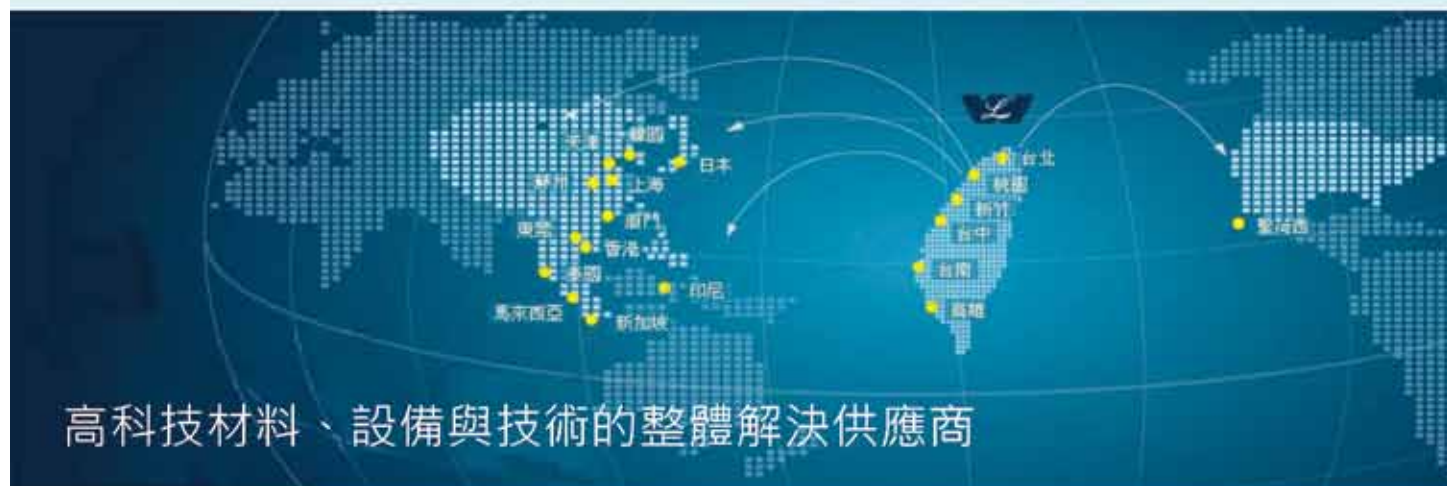 天津
韓國
日本
蘇州
上海
廈門
東莞
香港
泰國
印尼
馬來西亞
新加坡
L
台北
桃園
新竹
台中
台南
高雄
聖荷西
高科技材料、設備與技術的整體解決供應商